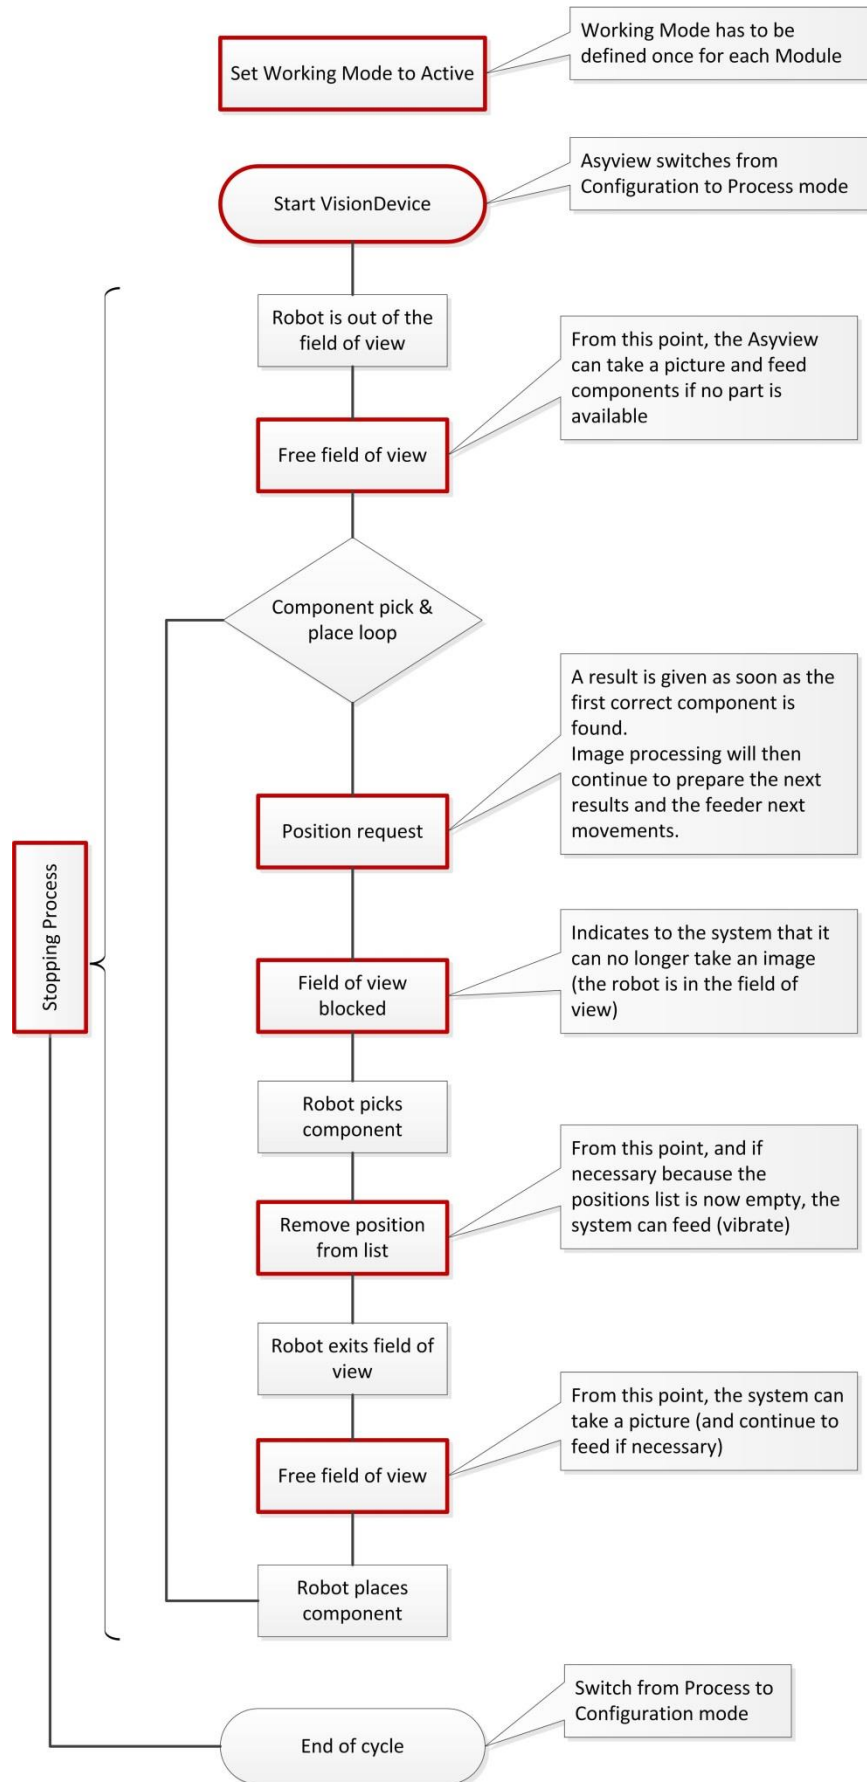 Working Mode has to be
defined once for each Module
Set Working Mode to Active
Asyview switches from
Configuration to Process mode
Start VisionDevice
Robot is out of the
field of view
From this point, the Asyview
can take a picture and feed
components if no part is
available
Free field of view
Component pick &
place loop
A result is given as soon as the
first correct component is
found.
Image processing will then
continue to prepare the next
results and the feeder next
movements.
Position request
Stopping Process
Indicates to the system that it
can no longer take an image
(the robot is in the field of
view)
Field of view
blocked
Robot picks
component
From this point, and if
necessary because the
positions list is now empty, the
system can feed (vibrate)
Remove position
from list
Robot exits field of
view
From this point, the system can
take a picture (and continue to
feed if necessary)
Free field of view
Robot places
component
Switch from Process to
Configuration mode
End of cycle